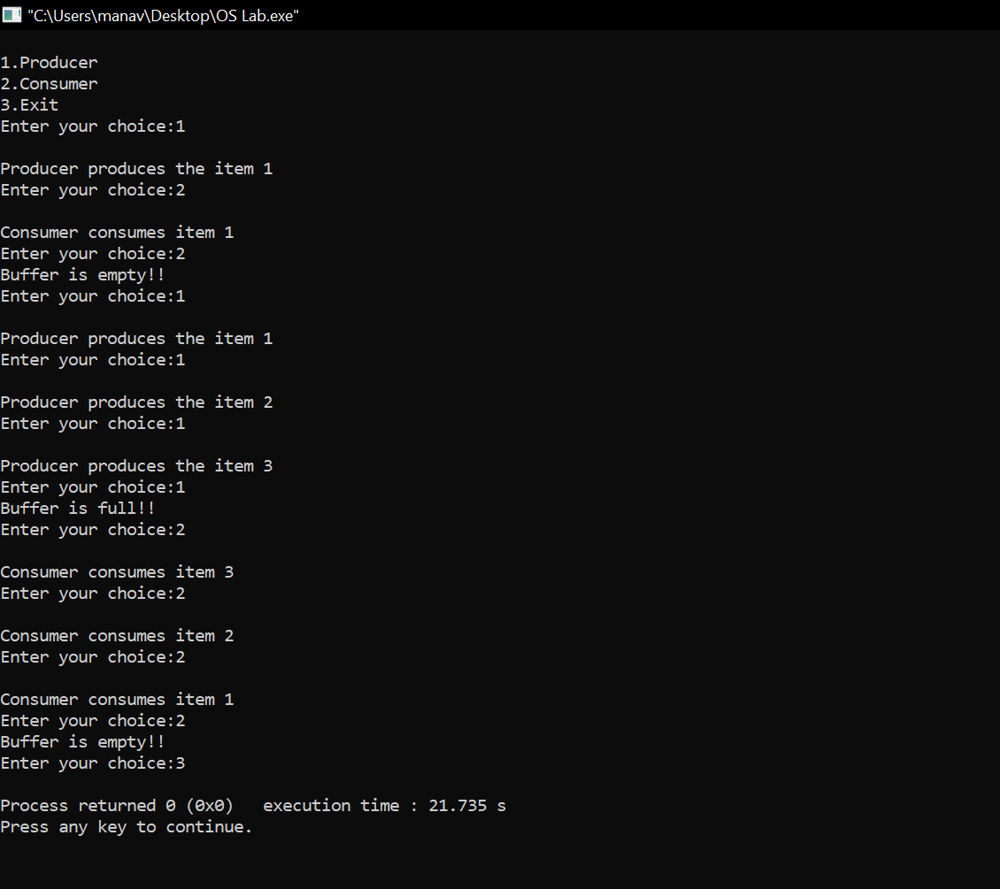 "C:\Users\manav\Desktop\OS Lab.exe"
1.Producer
2.Consumer
3.Exit
Enter your choice:1
Producer produces the item 1
Enter your choice:2
Consumer consumes item 1
Enter your choice:2
Buffer is empty!!
Enter your choice:1
Producer produces the item 1
Enter your choice:1
Producer produces the item 2
Enter your choice:1
Producer produces the item 3
Enter your choice:1
Buffer is full!!
Enter your choice:2
Consumer consumes item 3
Enter your choice:2
Consumer consumes item 2
Enter your choice:2
Consumer consumes item 1
Enter your choice:2
Buffer is empty!!
Enter your choice:3
Process returned 0 (0x0)   execution time : 21.735 s
Press any key to continue.